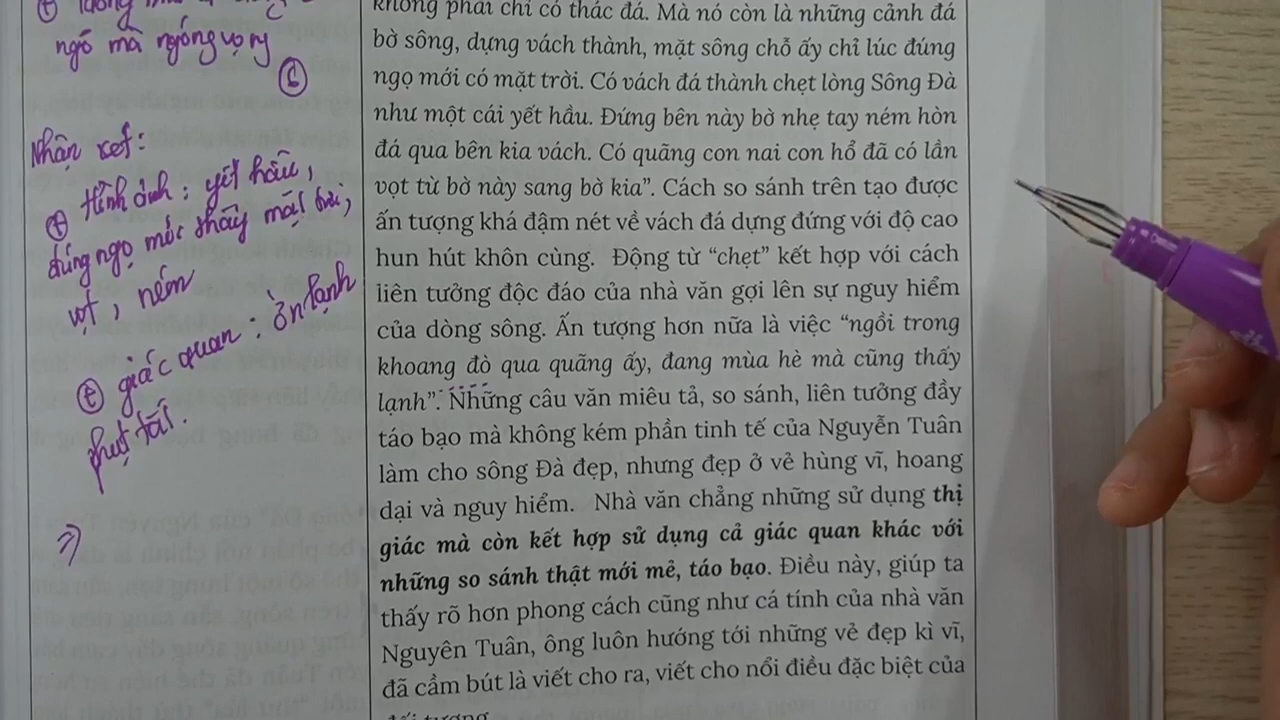 ngó mà ngóng vọng
Nhận xét:
+ Hình ảnh: yết hầu,
đúng ngọ mới thấy mặt trời,
vọt, ném
+ giác quan: ớn lạnh
phụt tắt.
⇒
không phải chỉ có thác đá. Mà nó còn là những cảnh đá
bờ sông, dựng vách thành, mặt sông chỗ ấy chỉ lúc đúng
ngọ mới có mặt trời. Có vách đá thành chẹt lòng Sông Đà
như một cái yết hầu. Đứng bên này bờ nhẹ tay ném hòn
đá qua bên kia vách. Có quãng con nai con hổ đã có lần
vọt từ bờ này sang bờ kia”. Cách so sánh trên tạo được
ấn tượng khá đậm nét về vách đá dựng đứng với độ cao
hun hút khôn cùng. Động từ “chẹt” kết hợp với cách
liên tưởng độc đáo của nhà văn gợi lên sự nguy hiểm
của dòng sông. Ấn tượng hơn nữa là việc “ngồi trong
khoang đò qua quãng ấy, đang mùa hè mà cũng thấy
lạnh”. Những câu văn miêu tả, so sánh, liên tưởng đầy
táo bạo mà không kém phần tinh tế của Nguyễn Tuân
làm cho sông Đà đẹp, nhưng đẹp ở vẻ hùng vĩ, hoang
dại và nguy hiểm. Nhà văn chẳng những sử dụng thị
giác mà còn kết hợp sử dụng cả giác quan khác với
những so sánh thật mới mẻ, táo bạo. Điều này, giúp ta
thấy rõ hơn phong cách cũng như cá tính của nhà văn
Nguyên Tuân, ông luôn hướng tới những vẻ đẹp kì vĩ,
đã cầm bút là viết cho ra, viết cho nổi điều đặc biệt của
đối tượng